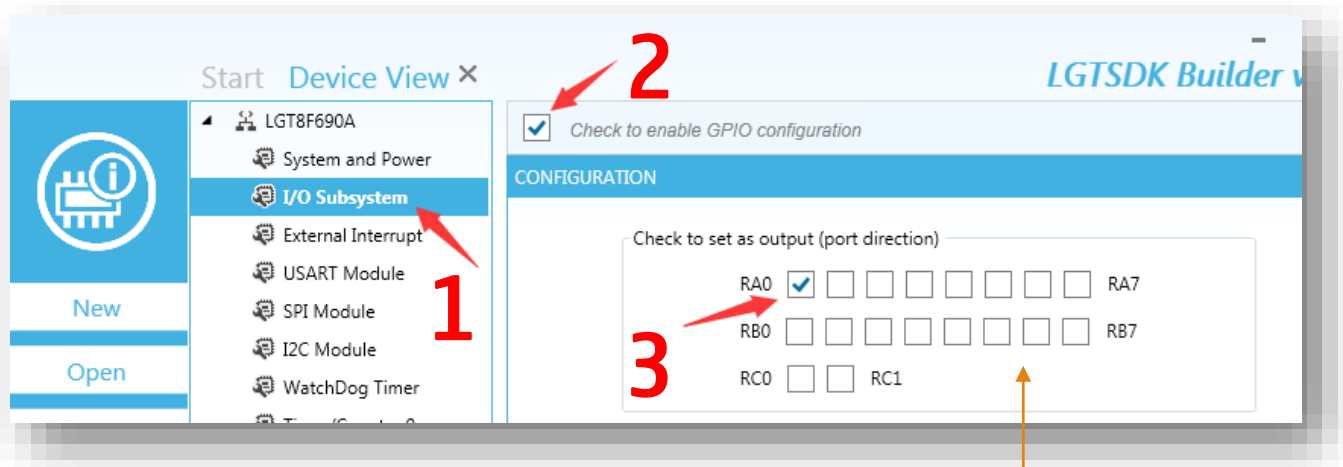 Start Device View ×
LGTSDK Builder
2
LGT8F690A
Check to enable GPIO configuration
System and Power
CONFIGURATION
I/O Subsystem
External Interrupt
Check to set as output (port direction)
USART Module
1
RA0 RA7
New
SPI Module
3
RB0 RB7
I2C Module
Open
RC0 RC1
WatchDog Timer